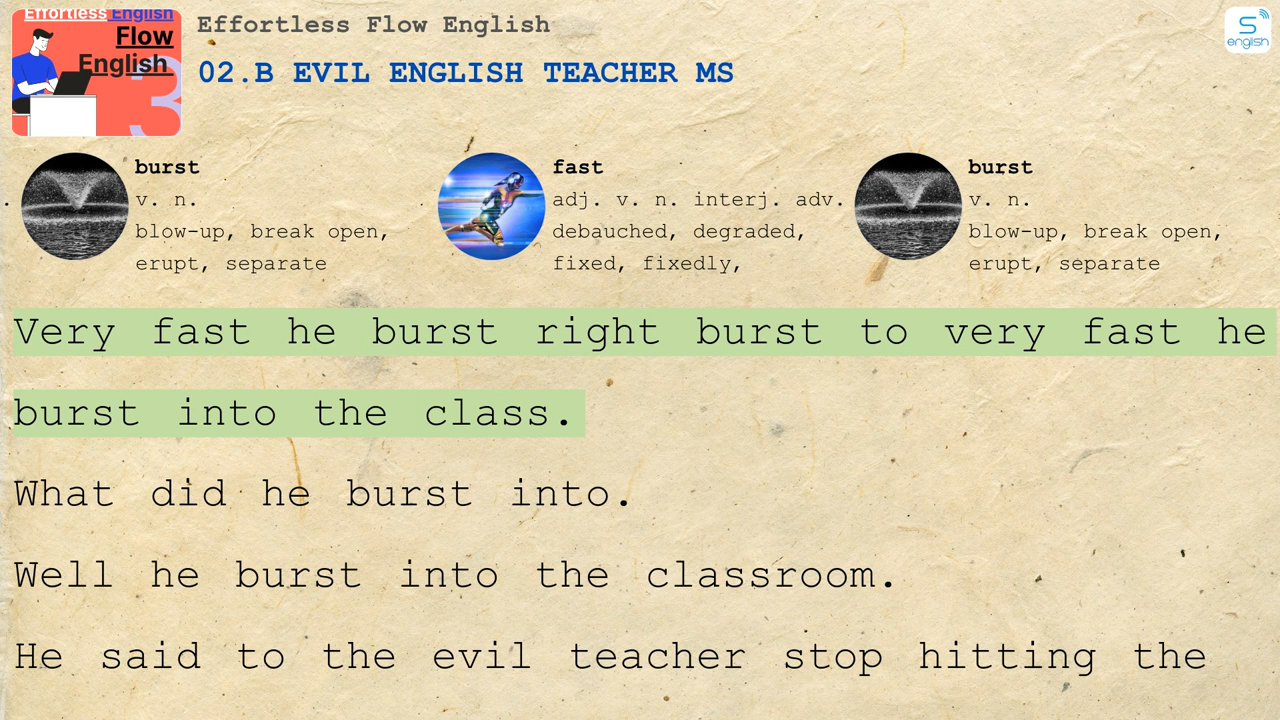 Effortless English
Flow
English
3
Effortless Flow English
02.B EVIL ENGLISH TEACHER MS
S
english
burst
v. n.
blow-up, break open,
erupt, separate
fast
adj. v. n. interj. adv.
debauched, degraded,
fixed, fixedly,
burst
v. n.
blow-up, break open,
erupt, separate
Very fast he burst right burst to very fast he
burst into the class.
What did he burst into.
Well he burst into the classroom.
He said to the evil teacher stop hitting the